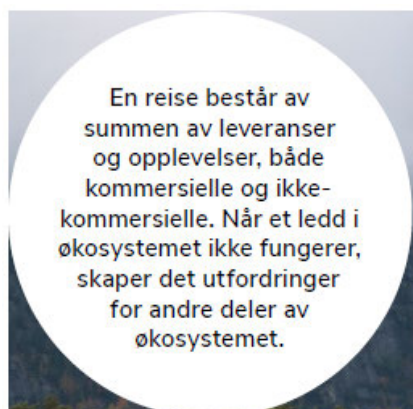 En reise består av
summen av leveranser
og opplevelser, både
kommersielle og ikke-
kommersielle. Når et ledd i
økosystemet ikke fungerer,
skaper det utfordringer
for andre deler av
økosystemet.